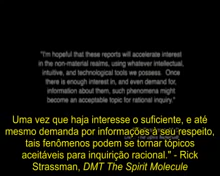 "I'm hopeful that these reports will accelerate interest
in the non-material realms, using whatever intellectual,
intuitive, and technological tools we possess. Once
there is enough interest in, and even demand for,
information about them, such phenomena might
become an acceptable topic for rational inquiry."
Uma vez que haja interesse o suficiente, e até
mesmo demanda por informações à seu respeito,
tais fenômenos podem se tornar tópicos
aceitáveis para inquirição racional." - Rick
Strassman, DMT The Spirit Molecule